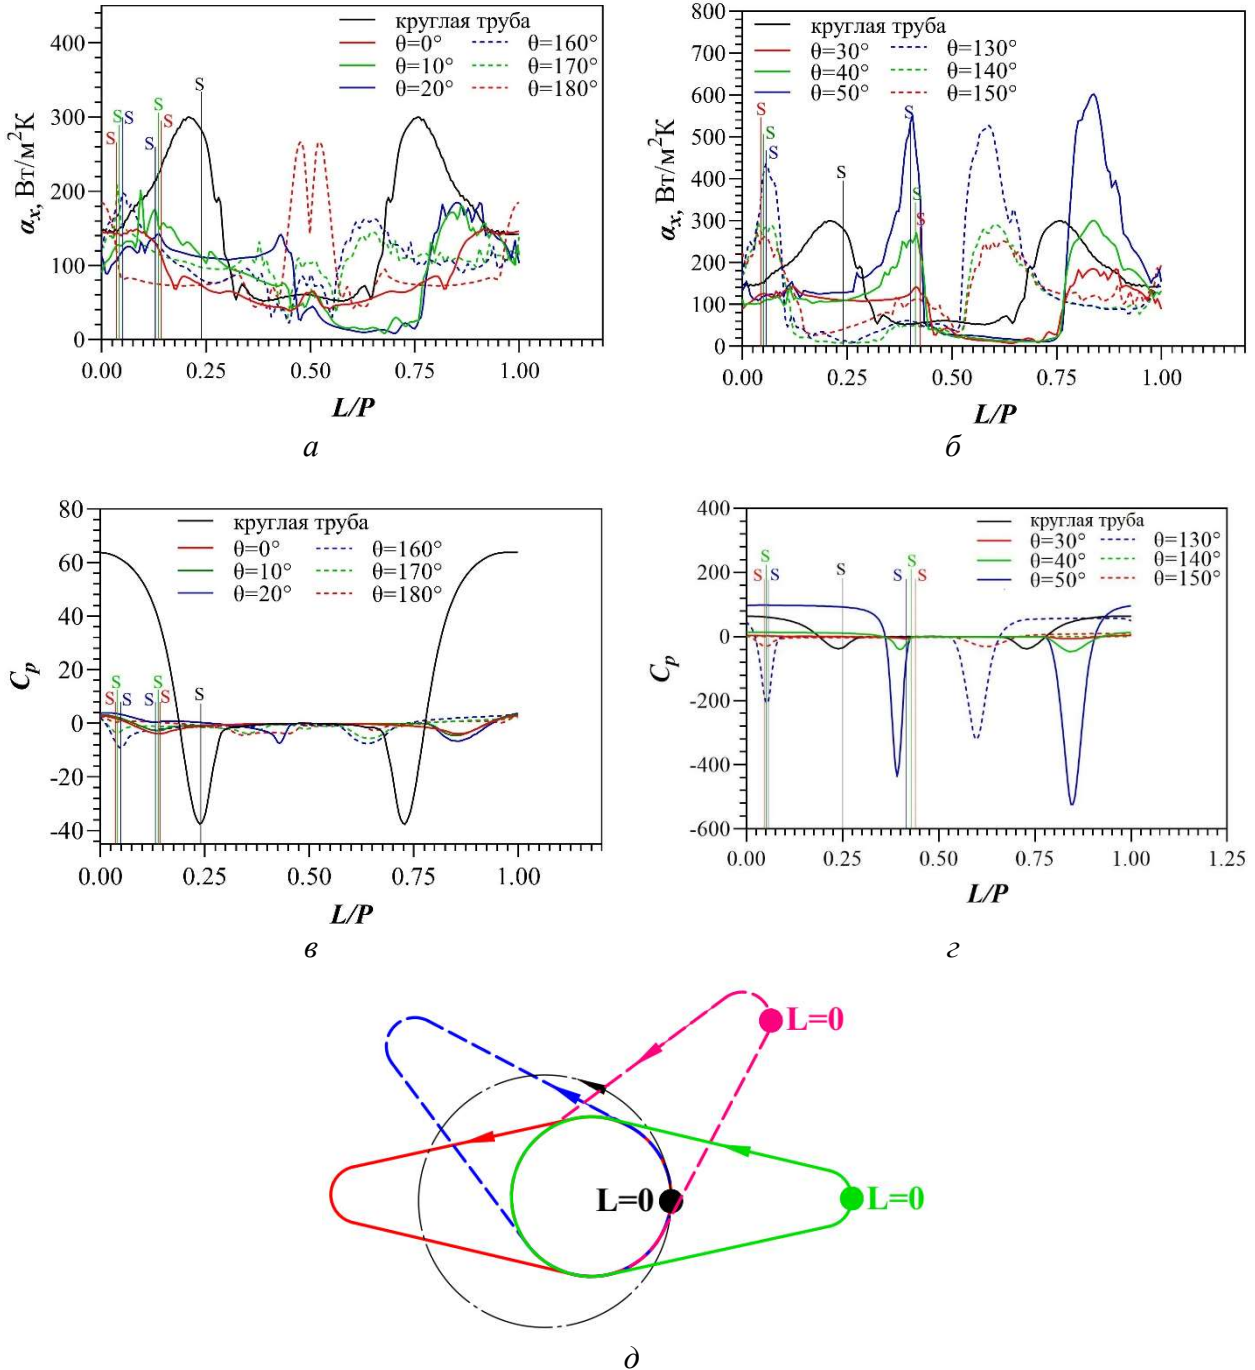 круглая труба
θ=0°
θ=10°
θ=20°
θ=160°
θ=170°
θ=180°
400
300
200
100
0
αx, Вт/м²К
S
S
S
S
S
S
S
0.00
0.25
0.50
0.75
1.00
L/P
а
круглая труба
θ=30°
θ=40°
θ=50°
θ=130°
θ=140°
θ=150°
800
700
600
500
400
300
200
100
0
αx, Вт/м²К
S
S
S
S
S
S
S
0.00
0.25
0.50
0.75
1.00
L/P
б
круглая труба
θ=0°
θ=10°
θ=20°
θ=160°
θ=170°
θ=180°
80
60
40
20
0
-20
-40
Cp
S
S
S
S
S
S
S
0.00
0.25
0.50
0.75
1.00
L/P
в
круглая труба
θ=30°
θ=40°
θ=50°
θ=130°
θ=140°
θ=150°
400
200
0
-200
-400
-600
Cp
S
S
S
S
S
S
S
0.00
0.25
0.50
0.75
1.00
1.25
L/P
г
L=0
L=0
L=0
д